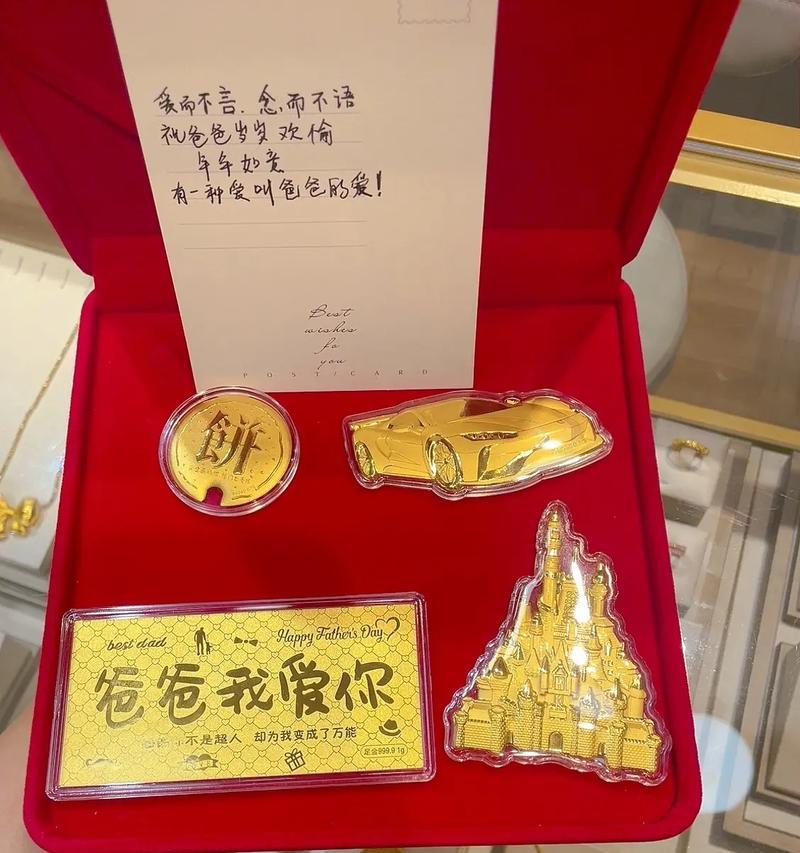 爱而不言、念而不语
祝爸爸岁岁欢愉
年年如意
有一种爱叫爸爸的爱!
Best
wishes
fo
you
POST/CARD
餅
best dad
Happy Father's Day
爸爸我爱你
不是超人 却为我变成了万能
足金999.9 1g